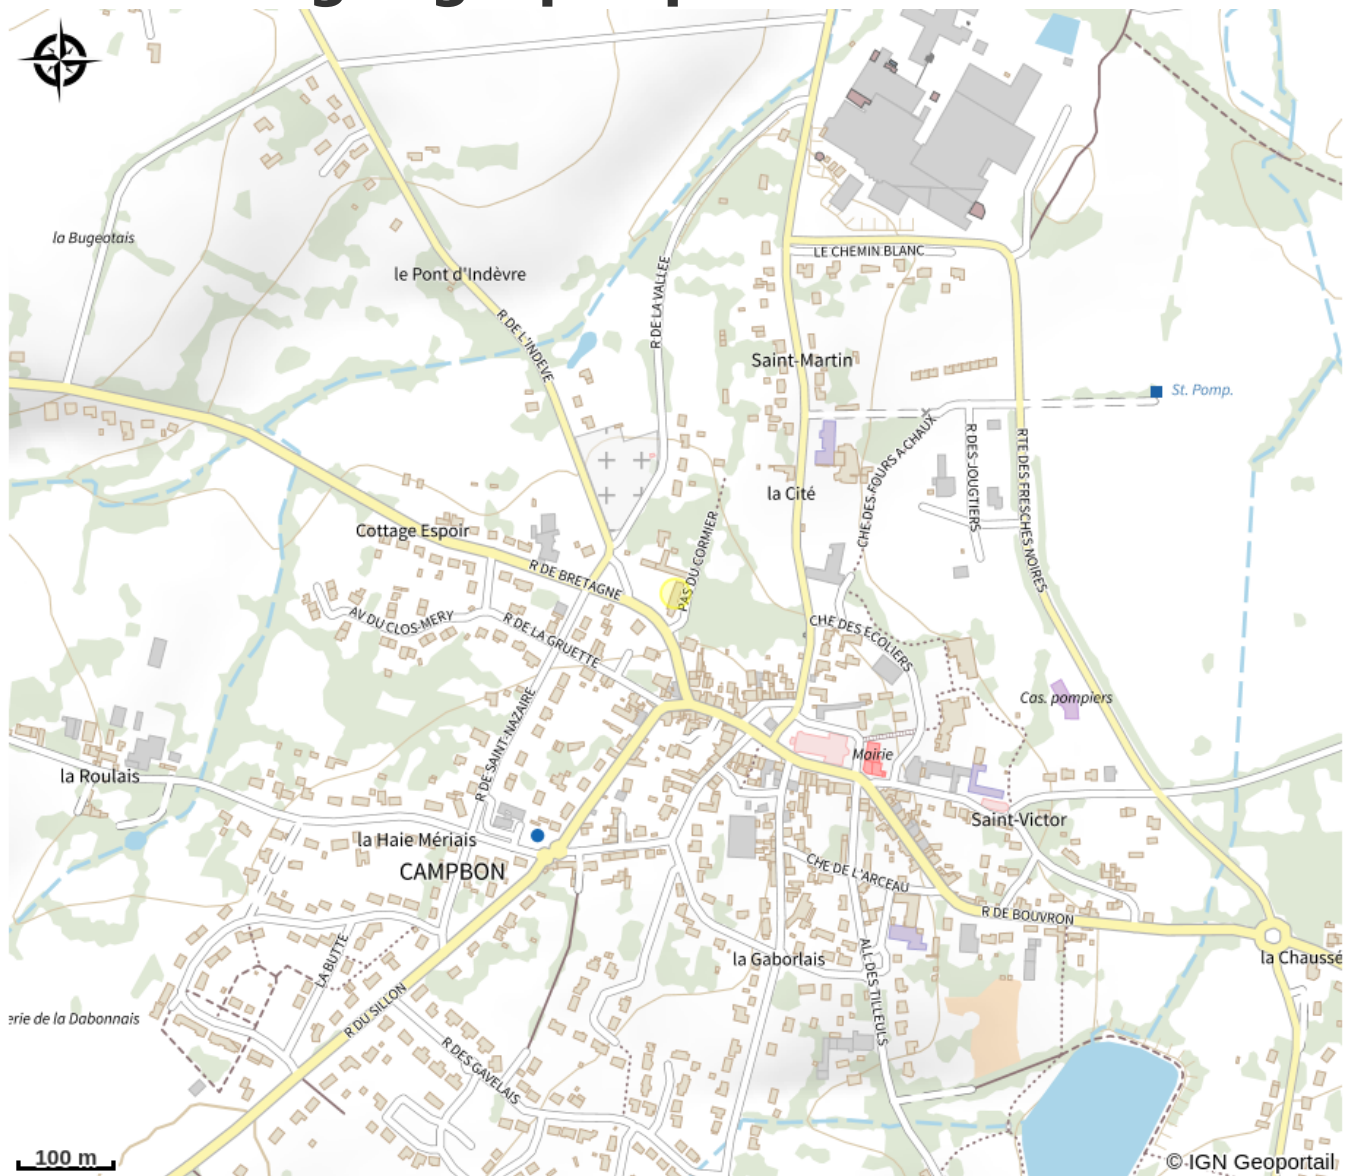 la Bugeotais
le Pont d'Indèvre
R DE LA VALLEE
LE CHEMIN BLANC
R DE L'INDEVE
Saint-Martin
St. Pomp.
R DES JOUGTIERS
CHE DES FOURS A CHAUX
RTE DES FRESCHES NOIRES
la Cité
Cottage Espoir
R DE BRETAGNE
PAS DU CORMIER
AV DU CLOS-MERY
R DE LA GRUETTE
CHE DES ECOLIERS
Cas. pompiers
R DE SAINT-NAZAIRE
Mairie
la Roulais
Saint-Victor
la Haie Mériais
CAMPBON
CHE DE L'ARCEAU
R DE BOUVRON
la Gaborlais
la Chaussé
LA BUTTE
ALL DES TILLEULS
erie de la Dabonnais
R DU SILLON
R DES GAVELAIS
100 m
© IGN Geoportail